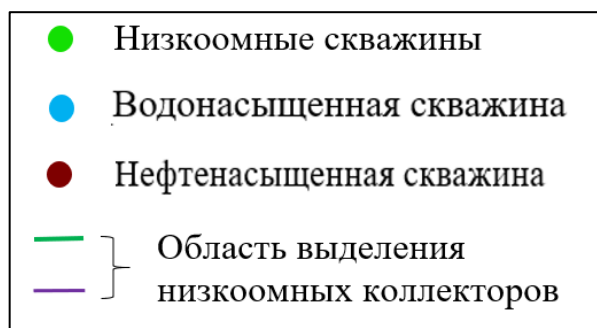 Низкоомные скважины
Водонасыщенная скважина
Нефтенасыщенная скважина
Область выделения
низкоомных коллекторов